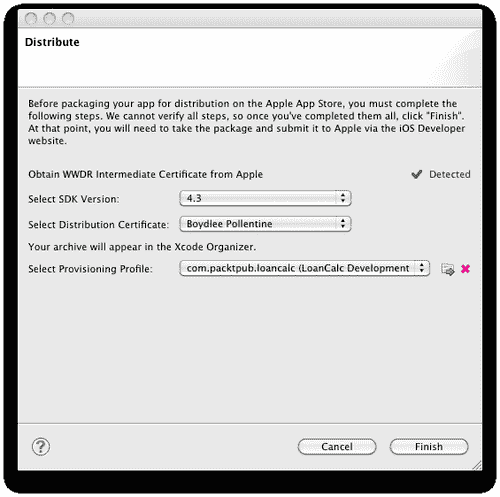 Distribute
Before packaging your app for distribution on the Apple App Store, you must complete the
following steps. We cannot verify all steps, so once you've completed them all, click "Finish".
At that point, you will need to take the package and submit it to Apple via the iOS Developer
website.
Obtain WWDR Intermediate Certificate from Apple Detected
Select SDK Version: 4.3
Select Distribution Certificate: Boydlee Pollentine
Your archive will appear in the Xcode Organizer.
Select Provisioning Profile: com.packtpub.loancalc (LoanCalc Development
? Cancel Finish